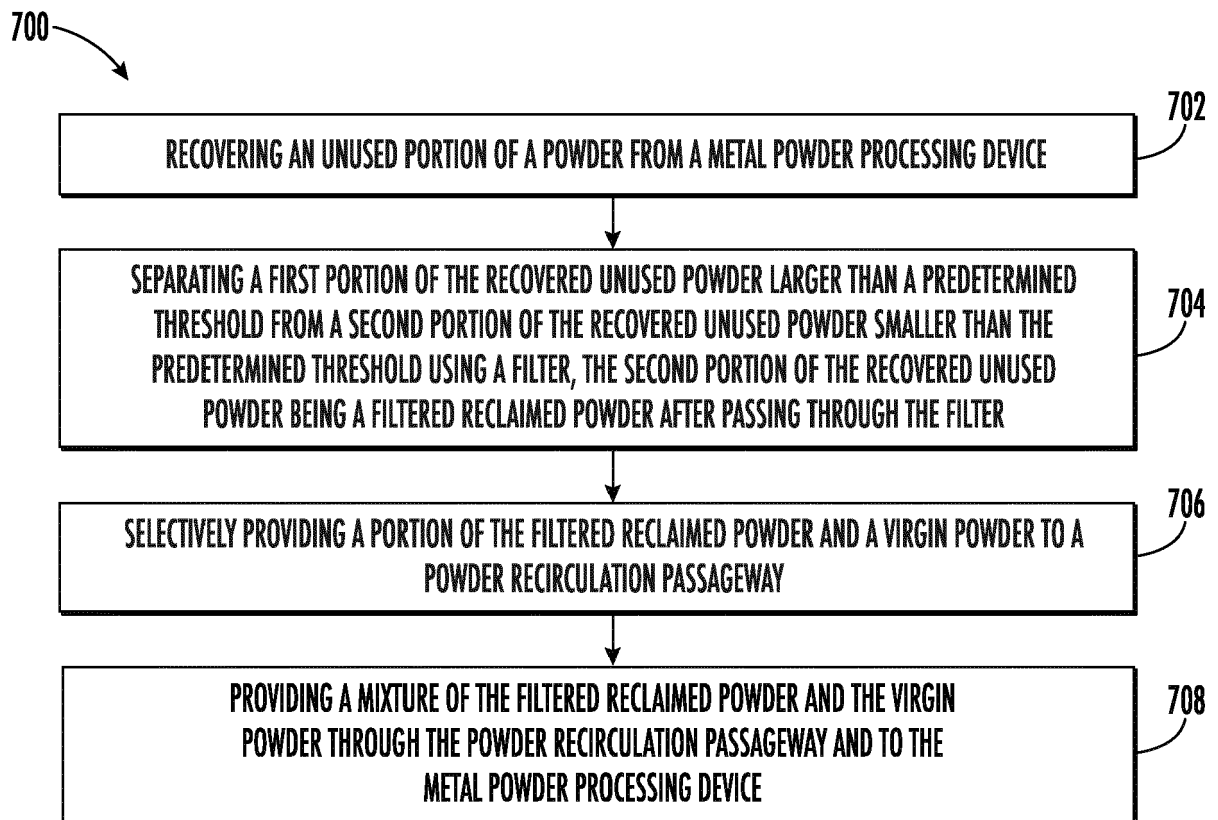 700
702
RECOVERING AN UNUSED PORTION OF A POWDER FROM A METAL POWDER PROCESSING DEVICE
SEPARATING A FIRST PORTION OF THE RECOVERED UNUSED POWDER LARGER THAN A PREDETERMINED
THRESHOLD FROM A SECOND PORTION OF THE RECOVERED UNUSED POWDER SMALLER THAN THE
PREDETERMINED THRESHOLD USING A FILTER, THE SECOND PORTION OF THE RECOVERED UNUSED
POWDER BEING A FILTERED RECLAIMED POWDER AFTER PASSING THROUGH THE FILTER
704
SELECTIVELY PROVIDING A PORTION OF THE FILTERED RECLAIMED POWDER AND A VIRGIN POWDER TO A
POWDER RECIRCULATION PASSAGEWAY
706
PROVIDING A MIXTURE OF THE FILTERED RECLAIMED POWDER AND THE VIRGIN
POWDER THROUGH THE POWDER RECIRCULATION PASSAGEWAY AND TO THE
METAL POWDER PROCESSING DEVICE
708